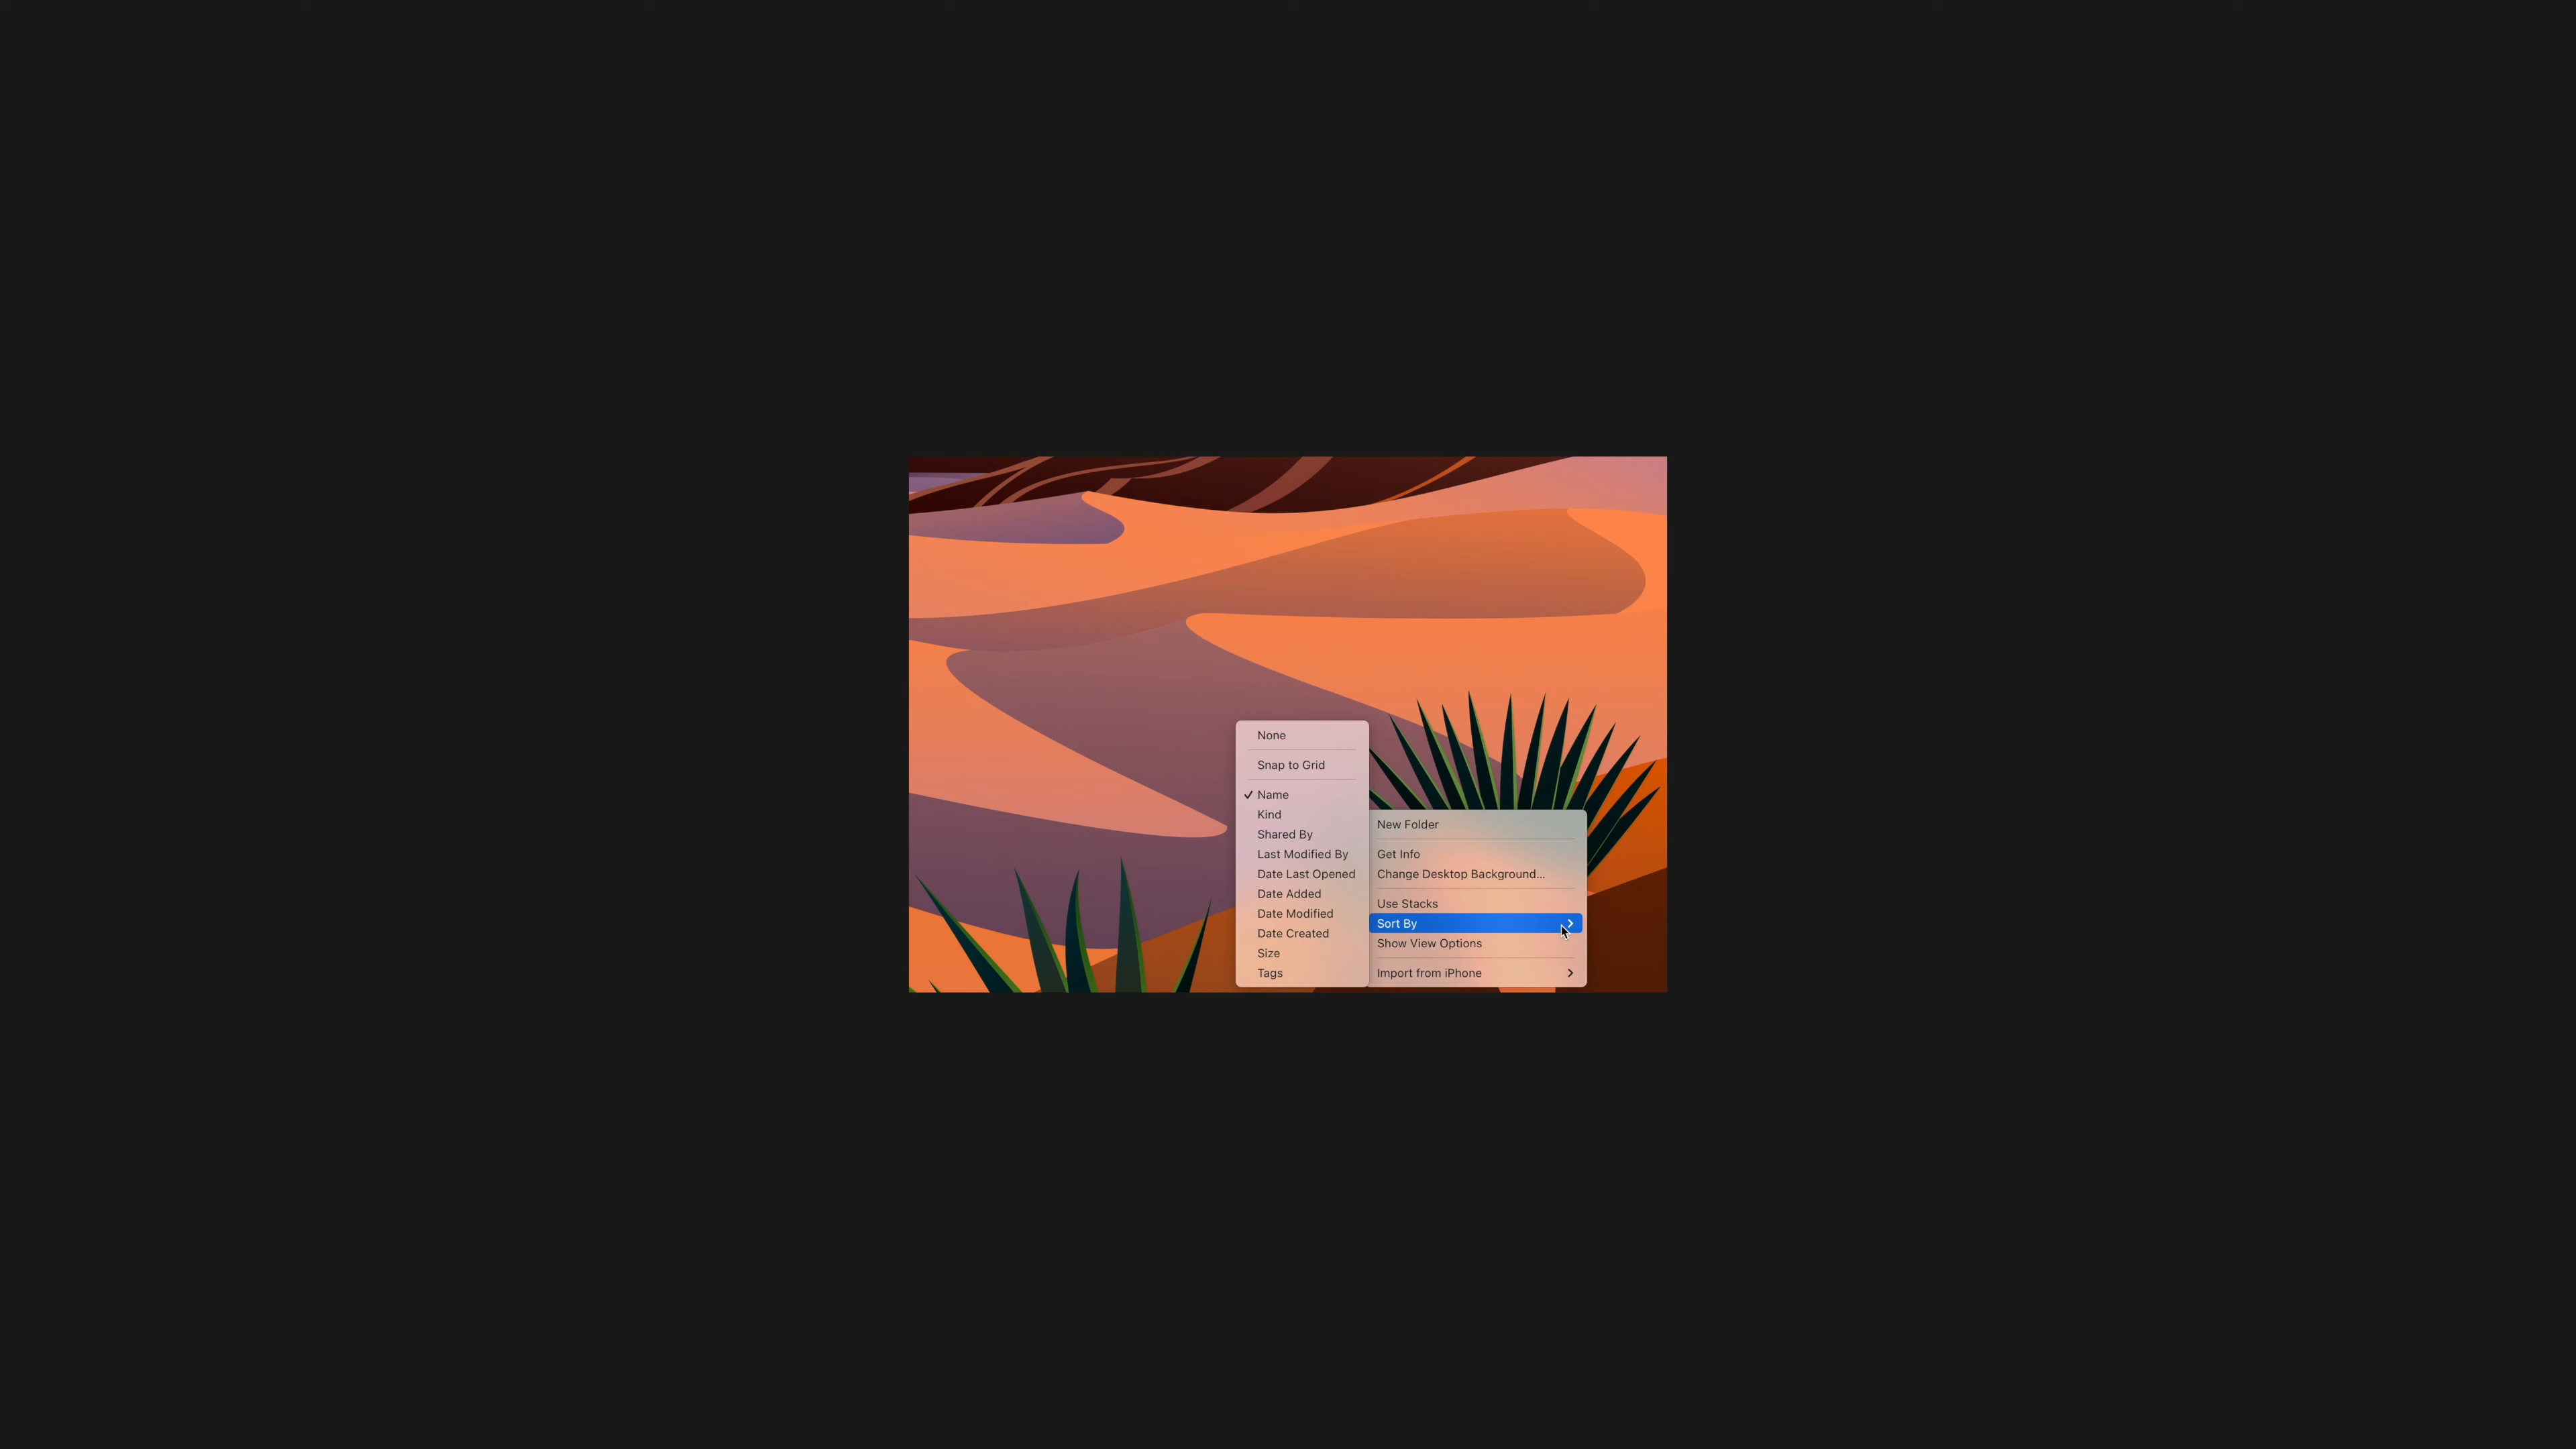 None
Snap to Grid
Name
Kind
Shared By
Last Modified By
Date Last Opened
Date Added
Date Modified
Date Created
Size
Tags
New Folder
Get Info
Change Desktop Background...
Use Stacks
Sort By
Show View Options
Import from iPhone